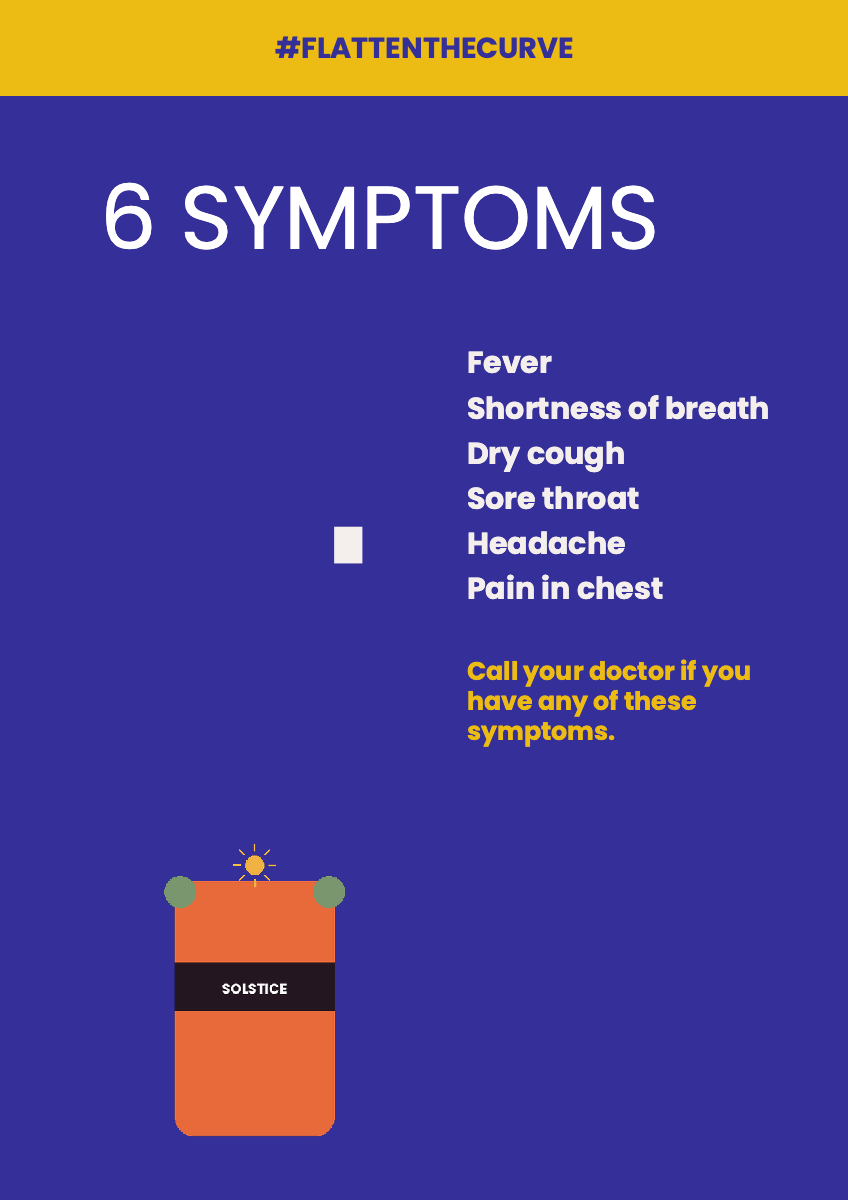 #FLATTENTHECURVE
6 SYMPTOMS
Fever
Shortness of breath
Dry cough
Sore throat
Headache
Pain in chest
Call your doctor if you
have any of these
symptoms.
SOLSTICE